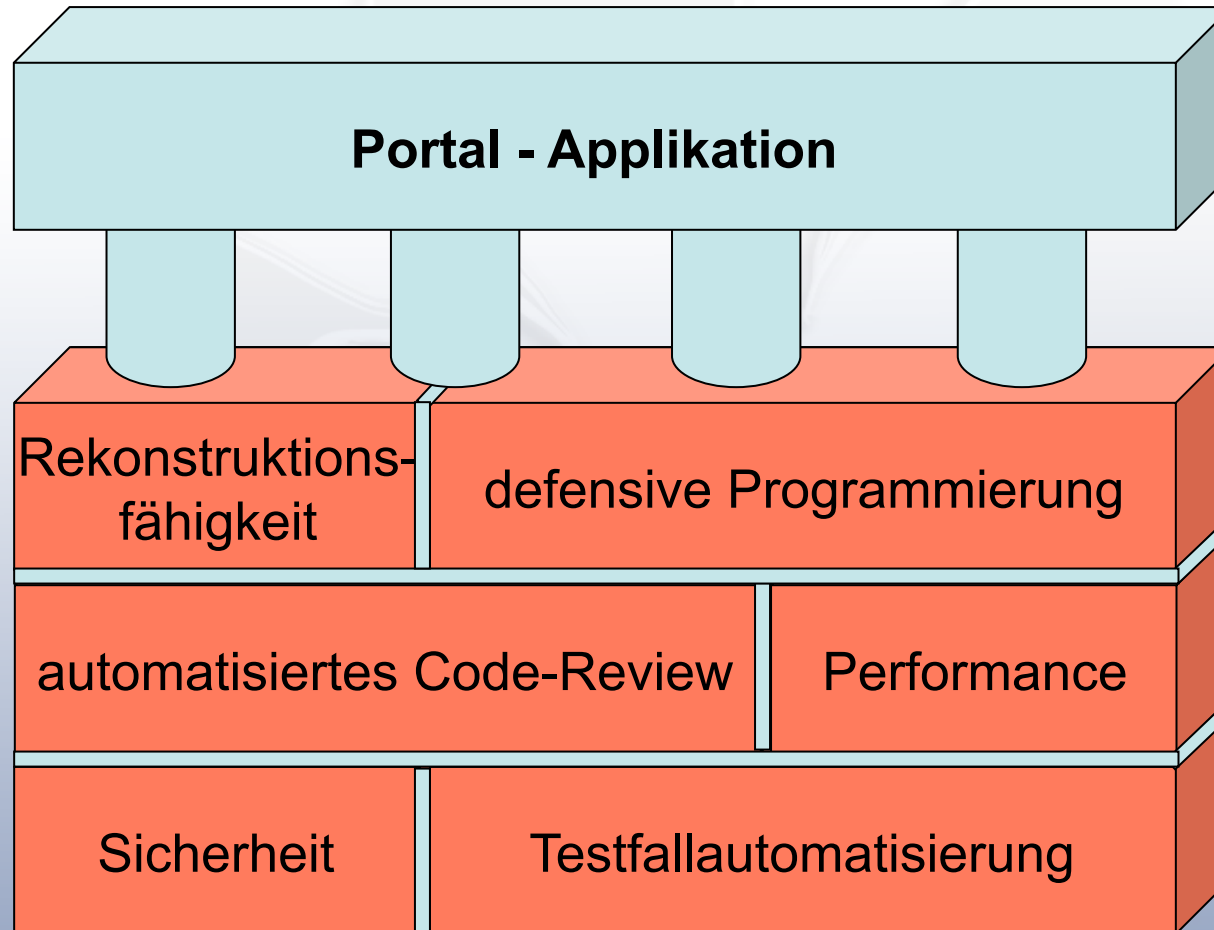 Portal - Applikation
Rekonstruktions-
fähigkeit
defensive Programmierung
automatisiertes Code-Review
Performance
Sicherheit
Testfallautomatisierung